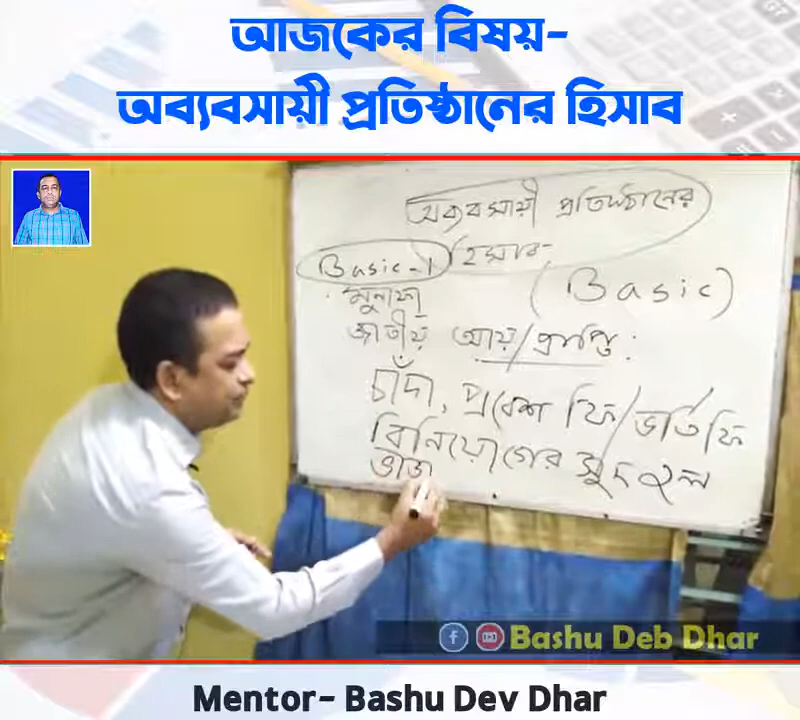 আজকের বিষয়-
অব্যবসায়ী প্রতিষ্ঠানের হিসাব
অব্যবসায়ী প্রতিষ্ঠানের
হিসাব-
Basic-1
(Basic)
মুনাফা
জাতীয় আয়/প্রাপ্তি:
চাঁদা, প্রবেশ ফি/ভর্তি ফি
বিনিয়োগের সুদ হল
ভাড়া
Bashu Deb Dhar
Mentor- Bashu Dev Dhar